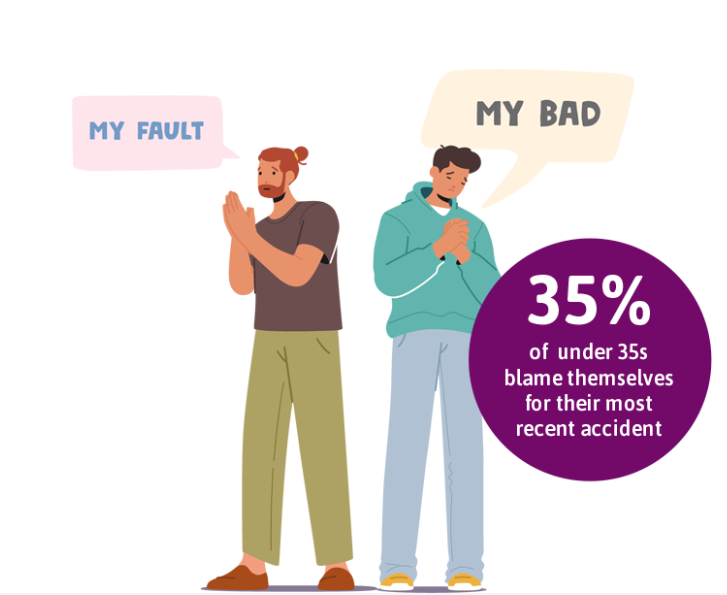 MY FAULT
MY BAD
35%
of under 35s
blame themselves
for their most
recent accident